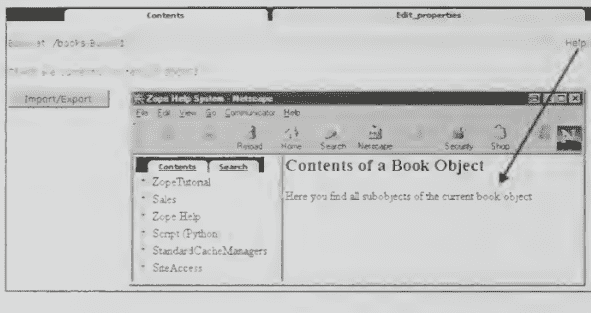 Contents Edit_properties
/books Help
Import/Export
Zope Help System - Netscape
File Edit View Go Communicator Help
Reload Home Search Netscape Security Shop
Contents Search
ZopeTutorial
Sales
Zope Help
Script (Python)
StandardCacheManagers
SiteAccess
Contents of a Book Object
Here you find all subobjects of the current book object